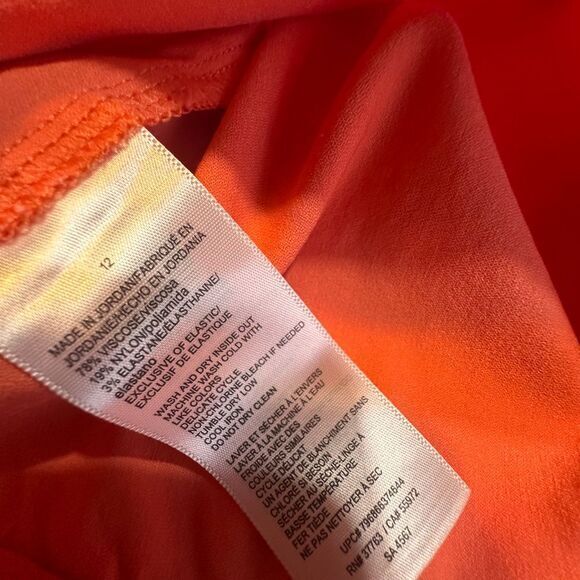 12
MADE IN JORDAN/FABRIQUÉ EN
JORDANIE/HECHO EN JORDANIA
78% VISCOSE/viscosa
19% NYLON/poliamida
3% ELASTANE/ÉLASTHANNE/
elastano
EXCLUSIVE OF ELASTIC/
EXCLUSIF DE ELASTIQUE
WASH AND DRY INSIDE OUT
MACHINE WASH COLD WITH
LIKE COLORS
DELICATE CYCLE
NON-CHLORINE BLEACH IF NEEDED
TUMBLE DRY LOW
COOL IRON
DO NOT DRY CLEAN
LAVER ET SÉCHER À L'ENVERS
LAVER À LA MACHINE À L'EAU
FROIDE AVEC DES
COULEURS SIMILAIRES
CYCLE DÉLICAT
UN AGENT DE BLANCHIMENT SANS
CHLORE SI BESOIN
SÉCHER AU SÈCHE-LINGE À
BASSE TEMPÉRATURE
FER TIÈDE
NE PAS NETTOYER À SEC
UPC# 796866374644
RN# 37763 / CA# 55972
SA 4567